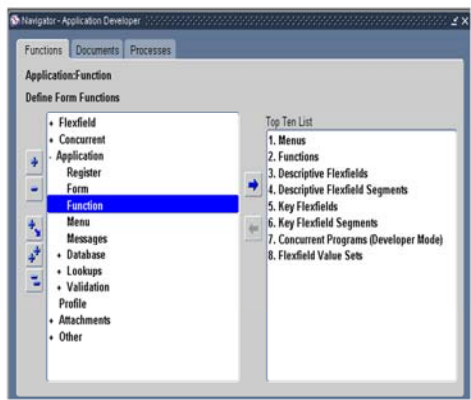 Navigator - Application Developer
Functions Documents Processes
Application:Function
Define Form Functions
+ Flexfield
+ Concurrent
- Application
Register
Form
Function
Menu
Messages
+ Database
+ Lookups
+ Validation
Profile
+ Attachments
+ Other
Top Ten List
1. Menus
2. Functions
3. Descriptive Flexfields
4. Descriptive Flexfield Segments
5. Key Flexfields
6. Key Flexfield Segments
7. Concurrent Programs (Developer Mode)
8. Flexfield Value Sets